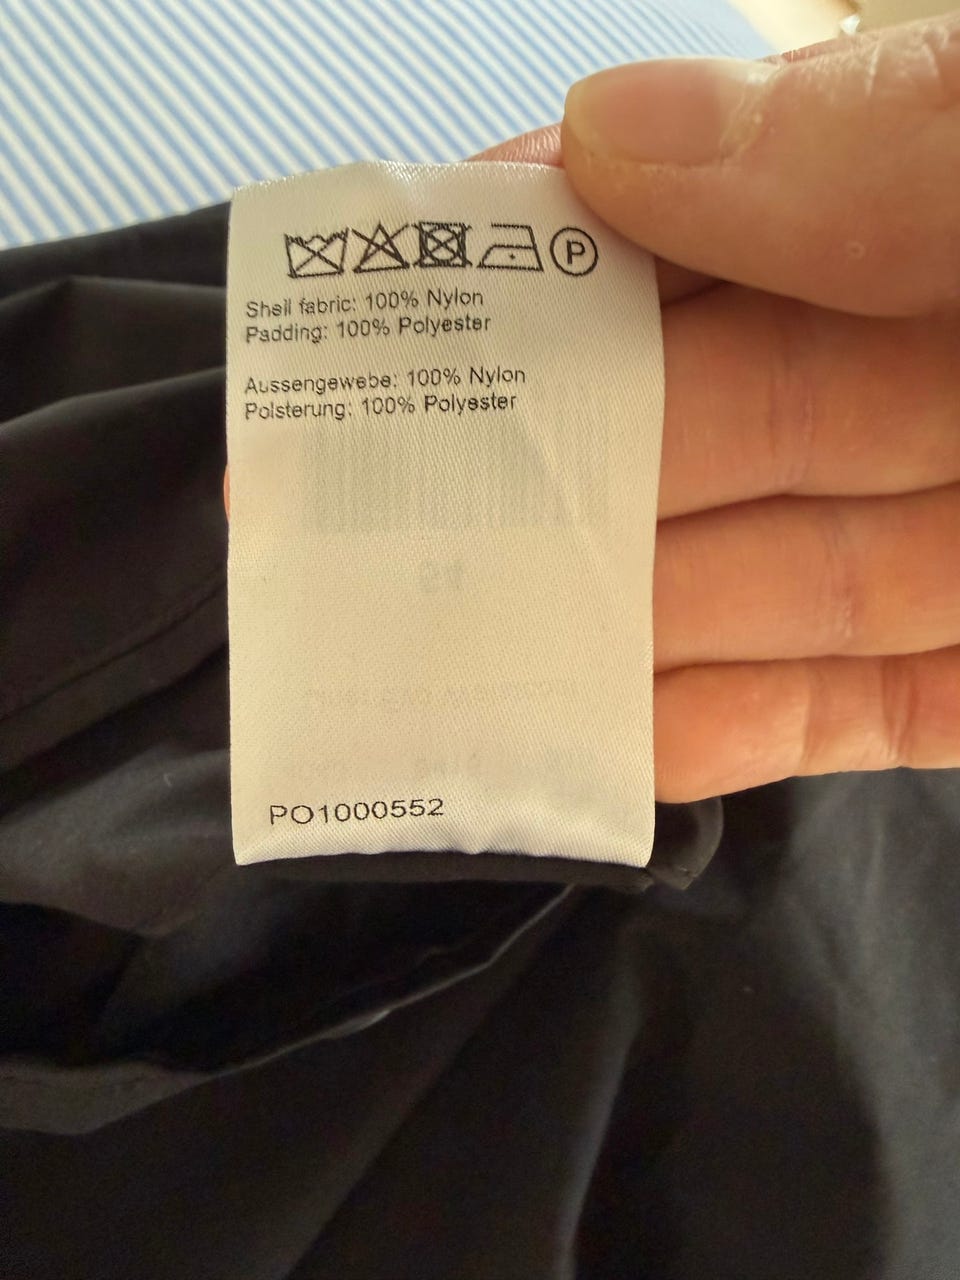 P
Shell fabric: 100% Nylon
Padding: 100% Polyester
Aussengewebe: 100% Nylon
Polsterung: 100% Polyester
PO1000552